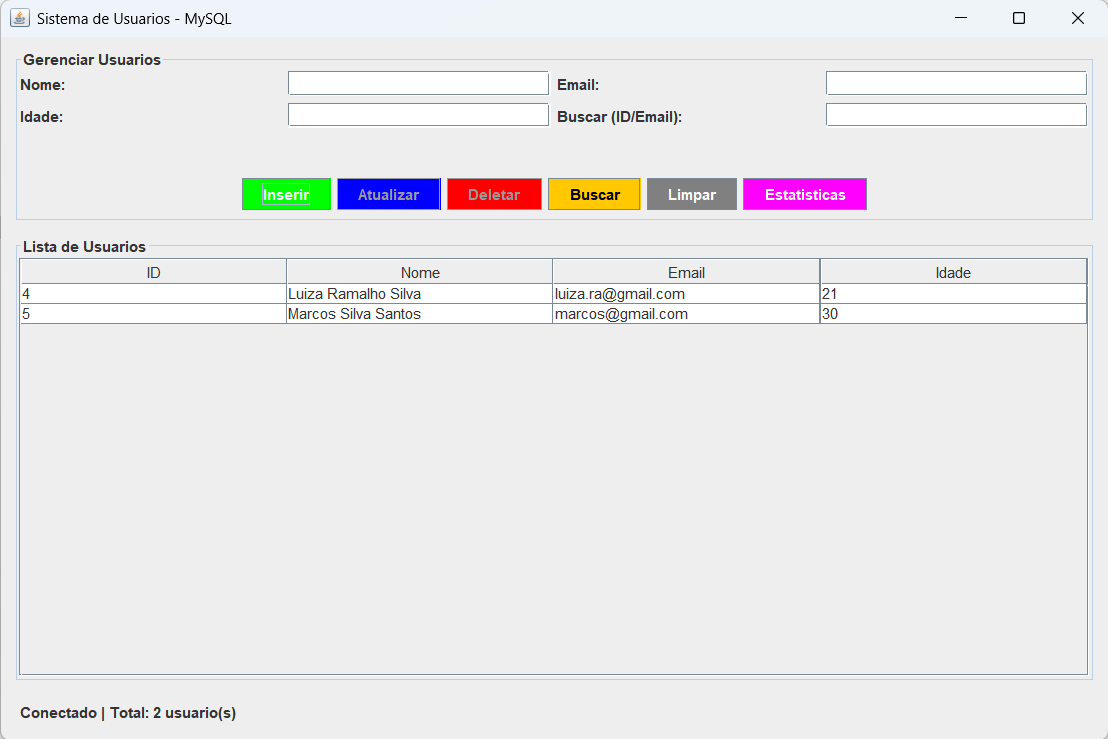 Sistema de Usuarios - MySQL
Gerenciar Usuarios
Nome: Email:
Idade: Buscar (ID/Email):
Inserir Atualizar Deletar Buscar Limpar Estatisticas
Lista de Usuarios
ID Nome Email Idade
4 Luiza Ramalho Silva luiza.ra@gmail.com 21
5 Marcos Silva Santos marcos@gmail.com 30
Conectado | Total: 2 usuario(s)